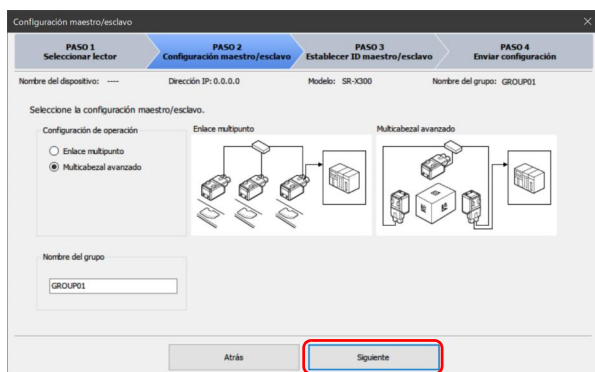 Configuración maestro/esclavo
PASO 1
Seleccionar lector
PASO 2
Configuración maestro/esclavo
PASO 3
Establecer ID maestro/esclavo
PASO 4
Enviar configuración
Nombre del dispositivo: ----
Dirección IP: 0.0.0.0
Modelo: SR-X300
Nombre del grupo: GROUP01
Seleccione la configuración maestro/esclavo.
Configuración de operación
Enlace multipunto
Multicabezal avanzado
Enlace multipunto
Multicabezal avanzado
Nombre del grupo
GROUP01
Atrás
Siguiente